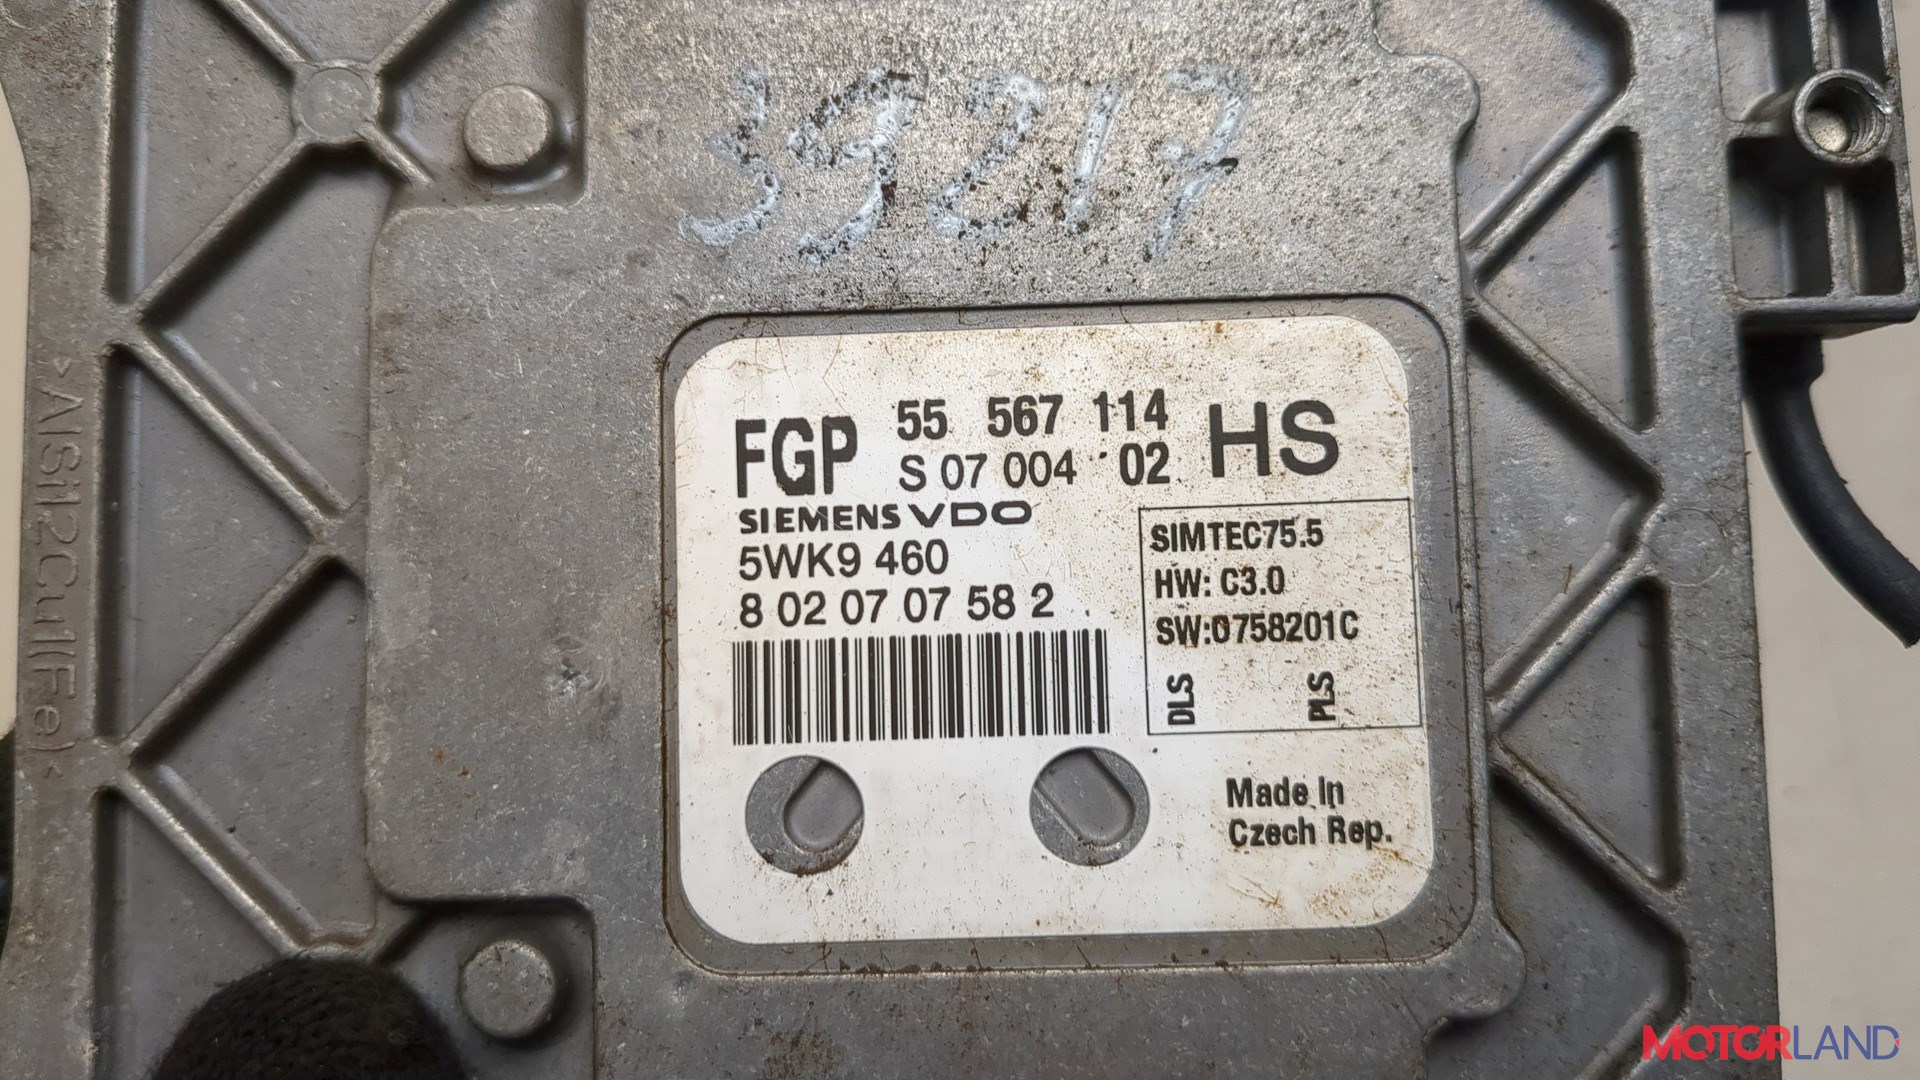 39217
FGP 55 567 114 HS
S 07 004 02
SIEMENS VDO
5WK9 460
8 02 07 07 58 2
SIMTEC75.5
HW: C3.0
SW:0758201C
DLS PLS
Made In
Czech Rep.
>AlSi12Cu1(Fe)<
MOTORLAND